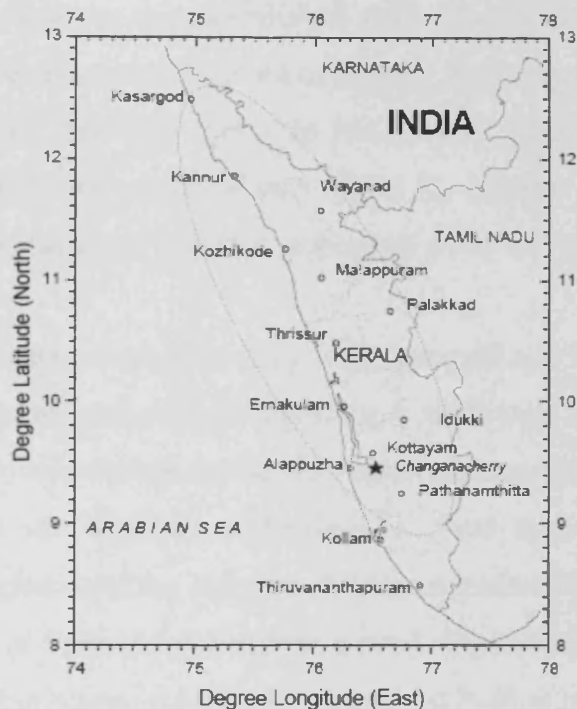 74 75 76 77 78
13 13
KARNATAKA
INDIA
Kasargod
12 12
Kannur
Wayanad
TAMIL NADU
Kozhikode
11 11
Malappuram
Palakkad
Thrissur
KERALA
10 10
Ernakulam
Idukki
Kottayam
Alappuzha
Changanacherry
Pathanamthitta
9 9
ARABIAN SEA
Kollam
Thiruvananthapuram
8 8
74 75 76 77 78
Degree Latitude (North)
Degree Longitude (East)